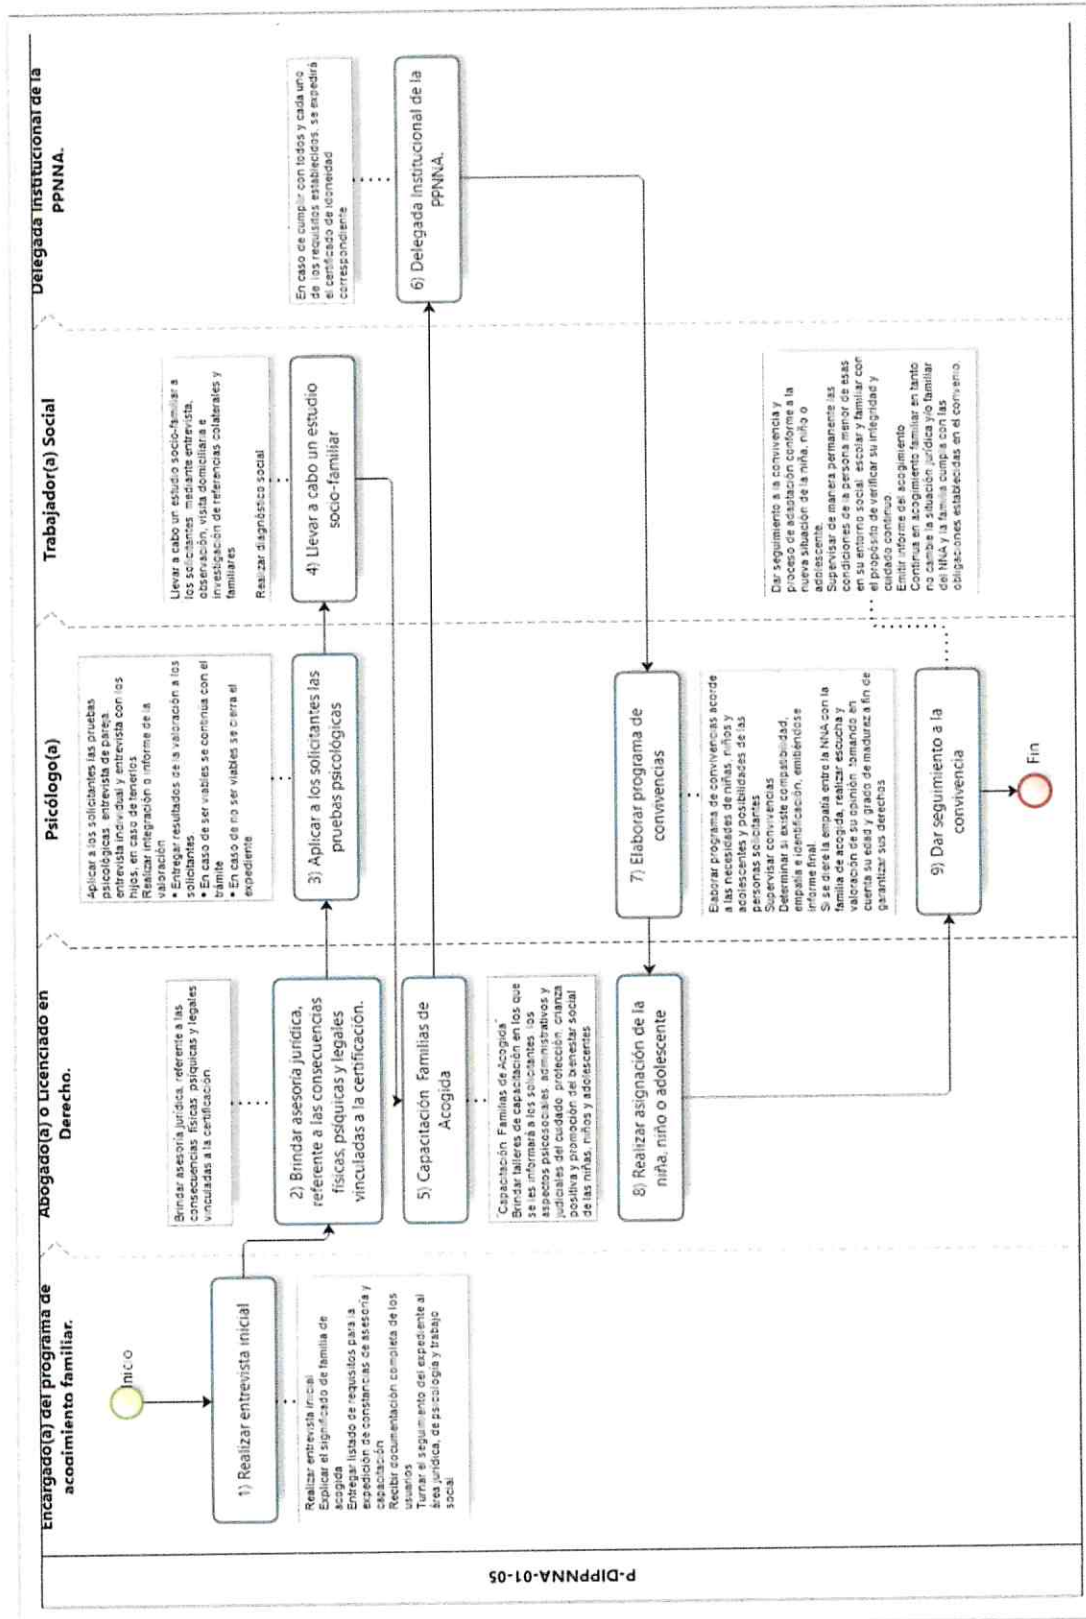 P-DIPPNNA-01-05
Encargado(a) del programa de
acogimiento familiar.
Inicio
1) Realizar entrevista inicial
Realizar entrevista inicial
Explicar el significado de familia de
acogida
Entregar listado de requisitos para la
expedición de constancias de asesoría y
capacitación
Recibir documentación completa de los
usuarios
Turnar el seguimiento del expediente al
área jurídica, de psicología y trabajo
social
Abogado(a) o Licenciado en
Derecho.
Brindar asesoría jurídica, referente a las
consecuencias físicas psíquicas y legales
vinculadas a la certificación
2) Brindar asesoría jurídica,
referente a las consecuencias
físicas, psíquicas y legales
vinculadas a la certificación.
5) Capacitación Familias de
Acogida
"Capacitación Familias de Acogida"
Brindar talleres de capacitación en los que
se les informará a los solicitantes los
aspectos psicosociales administrativos y
judiciales del cuidado protección, crianza
positiva y promoción del bienestar social
de las niñas, niños y adolescentes
8) Realizar asignación de la
niña, niño o adolescente
Psicólogo(a)
Aplicar a los solicitantes las pruebas
psicológicas entrevista de pareja
entrevista individual y entrevista con los
hijos, en caso de tenerlos
Realizar integración o informe de la
valoración
• Entregar resultados de la valoración a los
solicitantas
• En caso de ser viables se continua con el
trámite
• En caso de no ser viables se cierra el
expediente
3) Aplicar a los solicitantes las
pruebas psicológicas
7) Elaborar programa de
convivencias
Elaborar programa de convivencias acorde
a las necesidades de niñas, niños y
adolescentes y posibilidades de las
personas solicitantes
Supervisar convivencias
Determinar si existe compatibilidad,
empatía e identificación, emitiéndose
informe final
Si se diere la empatía entre la NNA con la
familia de acogida, realizar escucha y
valoración de su opinión tomando en
cuenta su edad y grado de madurez a fin de
garantizar sus derechos
9) Dar seguimiento a la
convivencia
Fin
Trabajador(a) Social
Llevar a cabo un estudio socio-familiar a
los solicitantes mediante entrevista,
observación, visita domiciliaria e
investigación de referencias colaterales y
familiares
Realizar diagnóstico social
4) Llevar a cabo un estudio
socio-familiar
Dar seguimiento a la convivencia y
proceso de adaptación conforme a la
nueva situación de la niña, niño o
adolescente.
Supervisar de manera permanente las
condiciones de la persona menor de esas
en su entorno social escolar y familiar con
el propósito de verificar su integridad y
cuidado continuo.
Emitir informe del acogimiento
Continua en acogimiento familiar en tanto
no cambie la situación jurídica y/o familiar
del NNA y la familia cumpla con las
obligaciones establecidas en el convenio.
Delegada Institucional de la
PPNNA.
En caso de cumplir con todos y cada uno
de los requisitos establecidos, se expedirá
el certificado de idoneidad
correspondiente
6) Delegada Institucional de la
PPNNA.